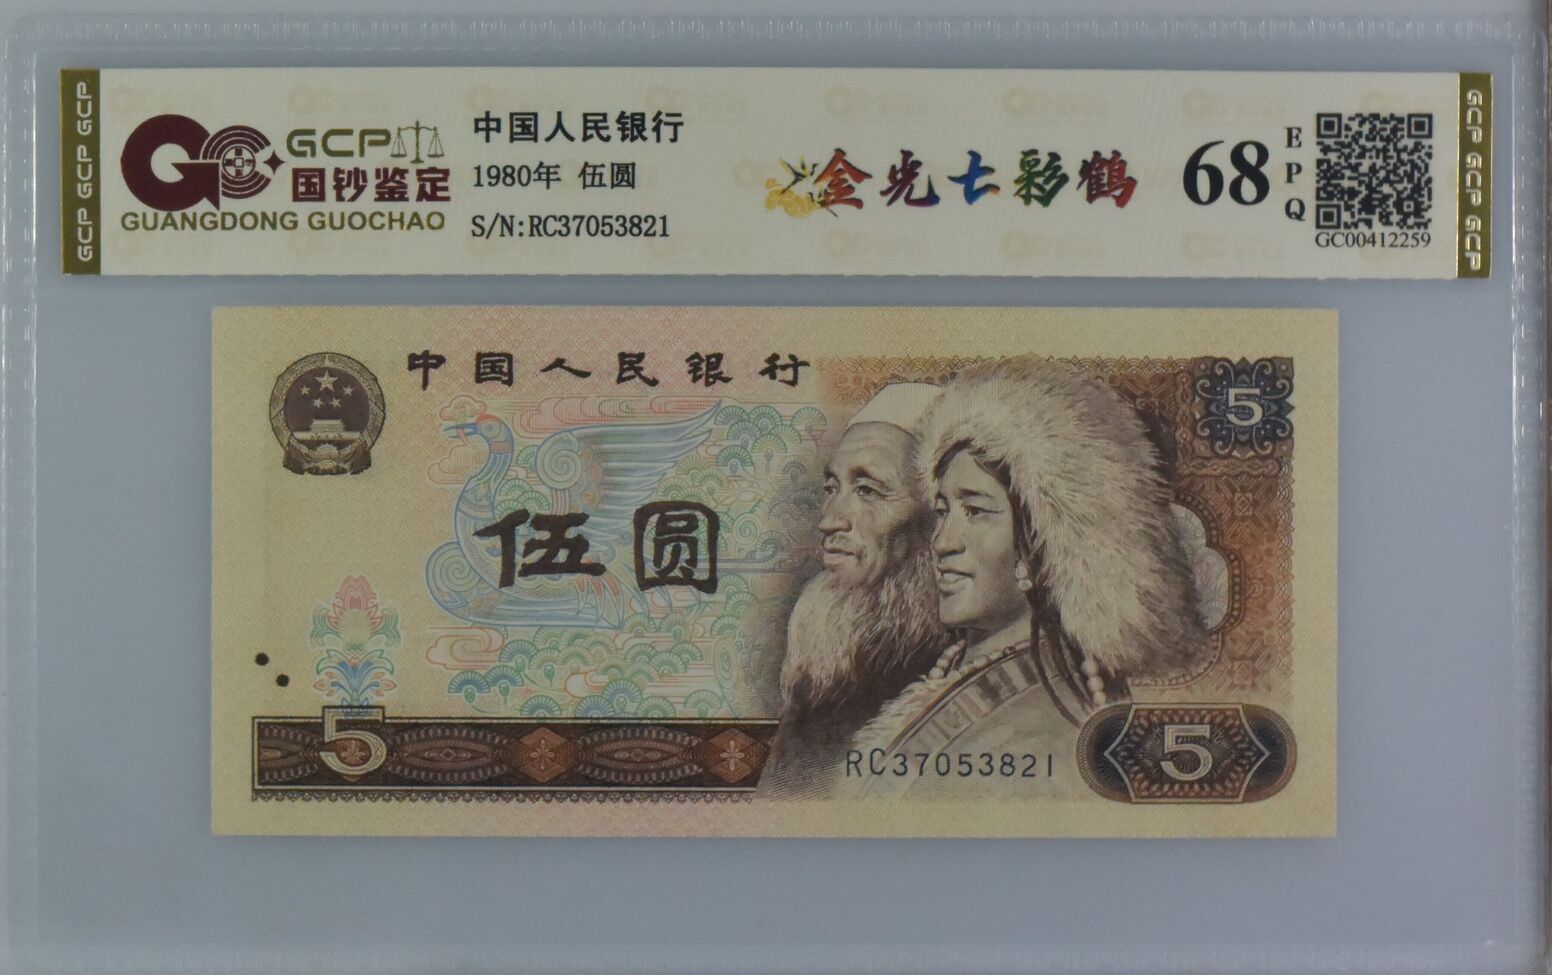 GCP GCP GCP
GCP
国钞鉴定
GUANGDONG GUOCHAO
中国人民银行
1980年 伍圆
S/N:RC37053821
金光七彩鹤
68
EPQ
GC00412259
GCP GCP GCP
中国人民银行
5
伍圆
5
RC37053821
5